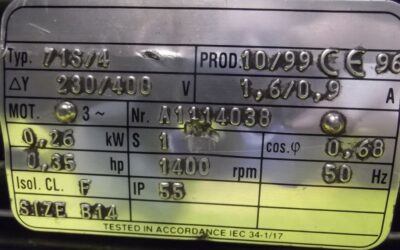 Typ. 71S/4 PROD. 10/99 CE 96
ΔY 230/400 V 1,6/0,9 A
MOT. 3~ Nr. A1114038
0,26 kW S 1 cos.φ 0,68
0,35 hp 1400 rpm 50 Hz
Isol. CL. F IP 55
SIZE B14
TESTED IN ACCORDANCE IEC 34-1/17